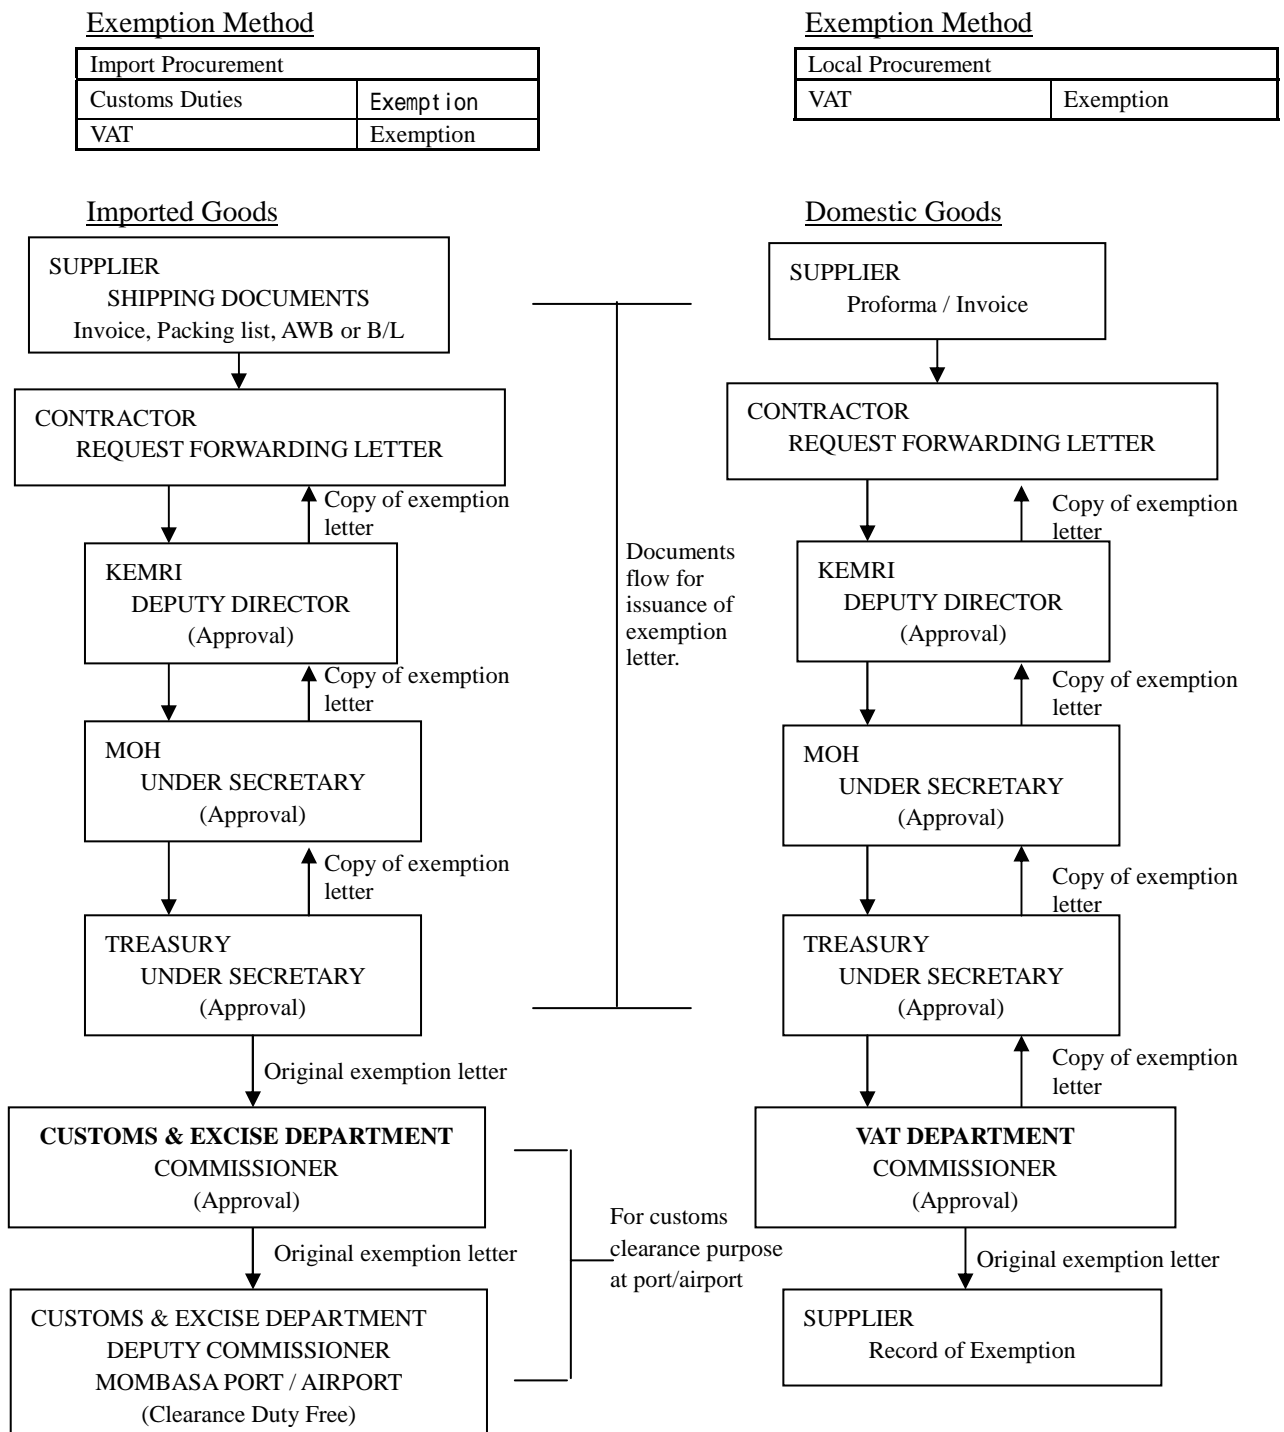 Exemption Method
Import Procurement
Customs Duties
Exemption
VAT
Exemption
Imported Goods
SUPPLIER
SHIPPING DOCUMENTS
Invoice, Packing list, AWB or B/L
CONTRACTOR
REQUEST FORWARDING LETTER
Copy of exemption
letter
KEMRI
DEPUTY DIRECTOR
(Approval)
Copy of exemption
letter
MOH
UNDER SECRETARY
(Approval)
Copy of exemption
letter
TREASURY
UNDER SECRETARY
(Approval)
Original exemption letter
CUSTOMS & EXCISE DEPARTMENT
COMMISSIONER
(Approval)
Original exemption letter
CUSTOMS & EXCISE DEPARTMENT
DEPUTY COMMISSIONER
MOMBASA PORT / AIRPORT
(Clearance Duty Free)
Documents
flow for
issuance of
exemption
letter.
For customs
clearance purpose
at port/airport
Exemption Method
Local Procurement
VAT
Exemption
Domestic Goods
SUPPLIER
Proforma / Invoice
CONTRACTOR
REQUEST FORWARDING LETTER
Copy of exemption
letter
KEMRI
DEPUTY DIRECTOR
(Approval)
Copy of exemption
letter
MOH
UNDER SECRETARY
(Approval)
Copy of exemption
letter
TREASURY
UNDER SECRETARY
(Approval)
Copy of exemption
letter
VAT DEPARTMENT
COMMISSIONER
(Approval)
Original exemption letter
SUPPLIER
Record of Exemption